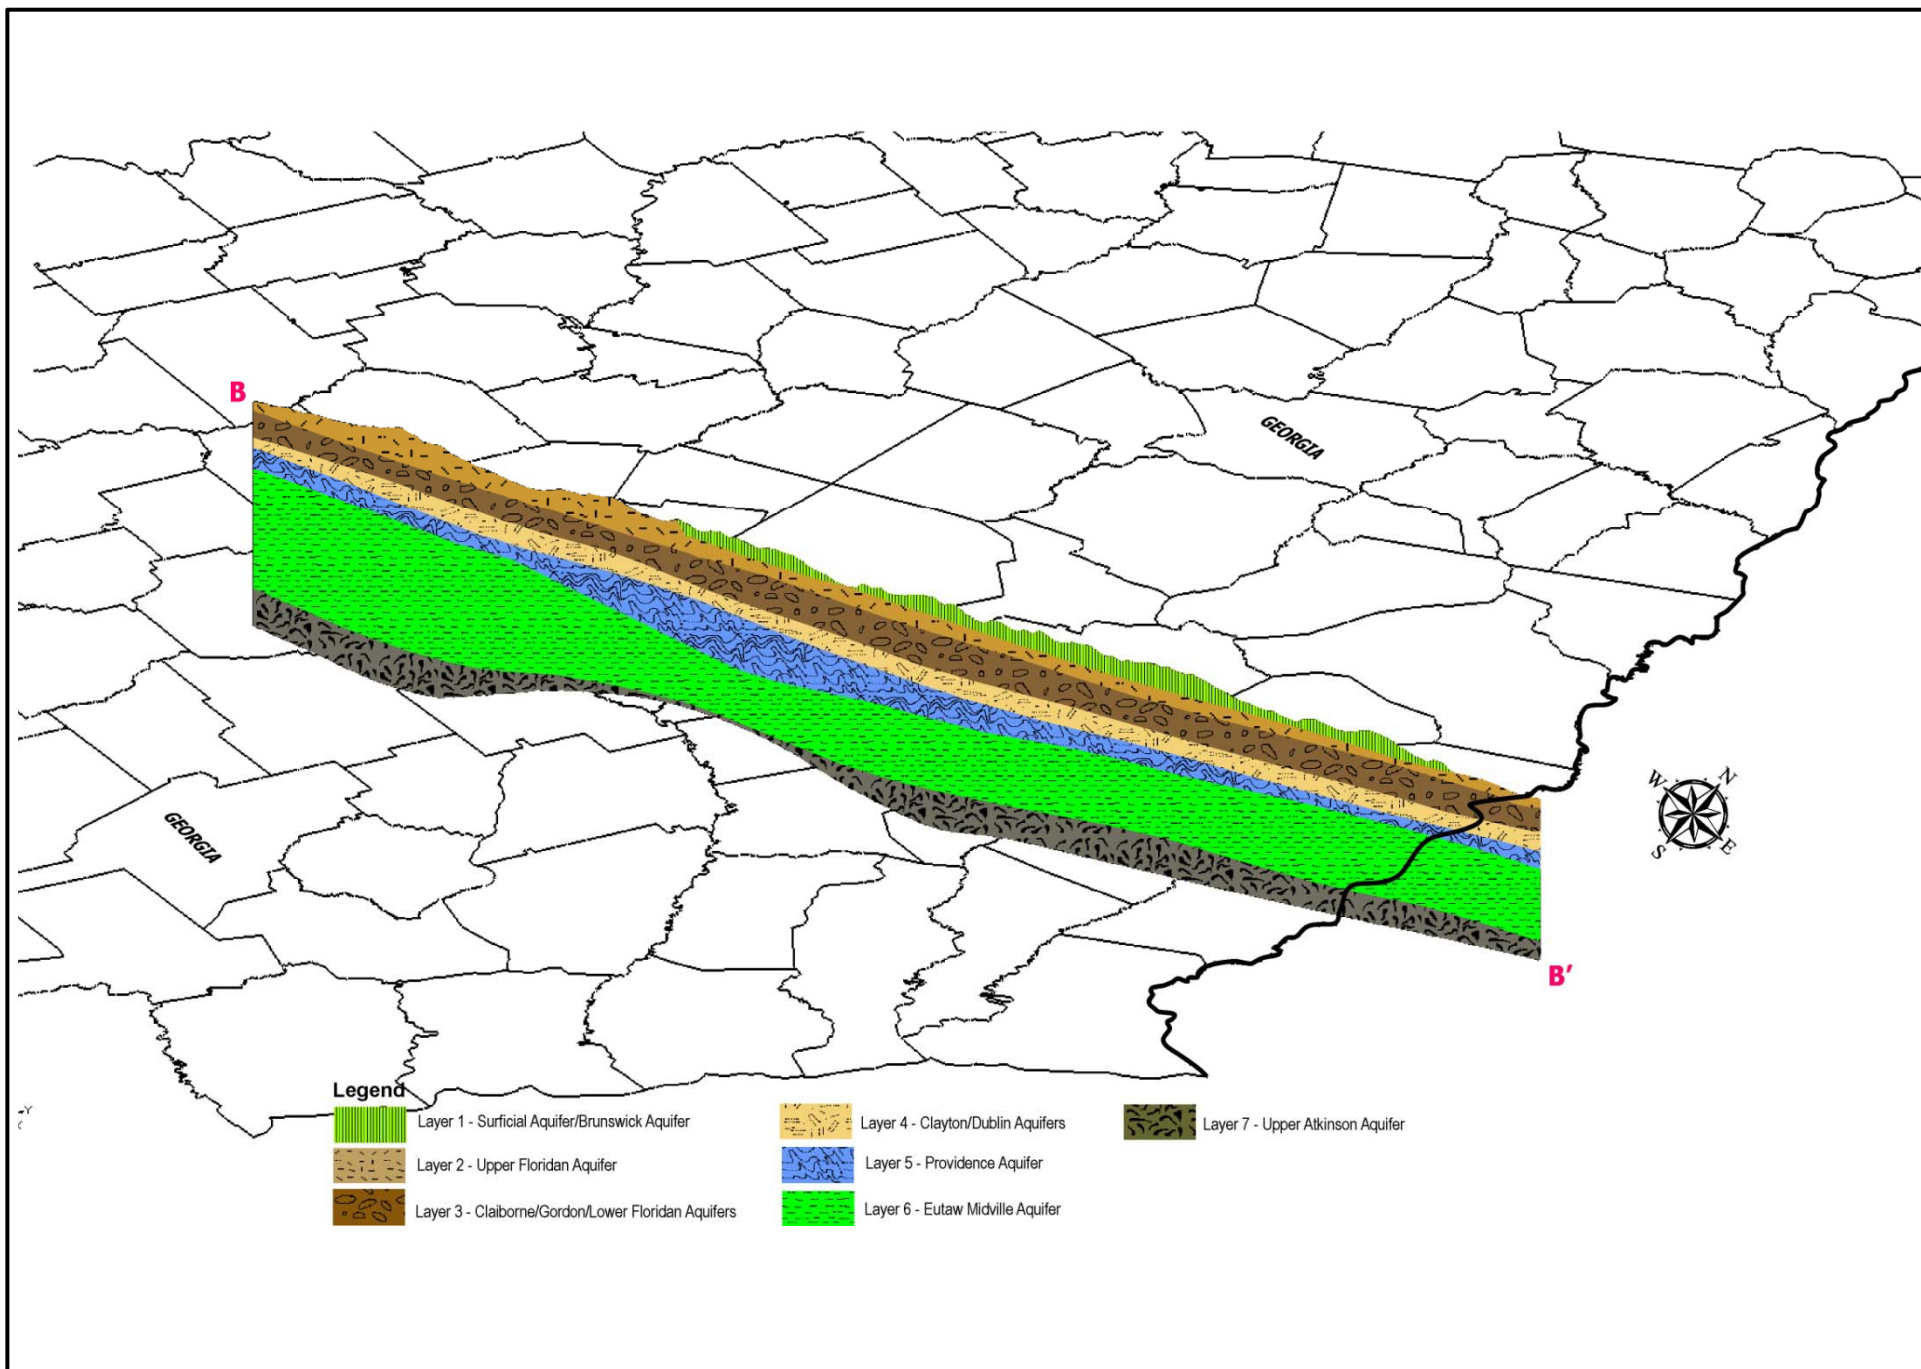 B
GEORGIA
GEORGIA
W
N
S
E
B'
Legend
Layer 1 - Surficial Aquifer/Brunswick Aquifer
Layer 2 - Upper Floridan Aquifer
Layer 3 - Claiborne/Gordon/Lower Floridan Aquifers
Layer 4 - Clayton/Dublin Aquifers
Layer 5 - Providence Aquifer
Layer 6 - Eutaw Midville Aquifer
Layer 7 - Upper Atkinson Aquifer